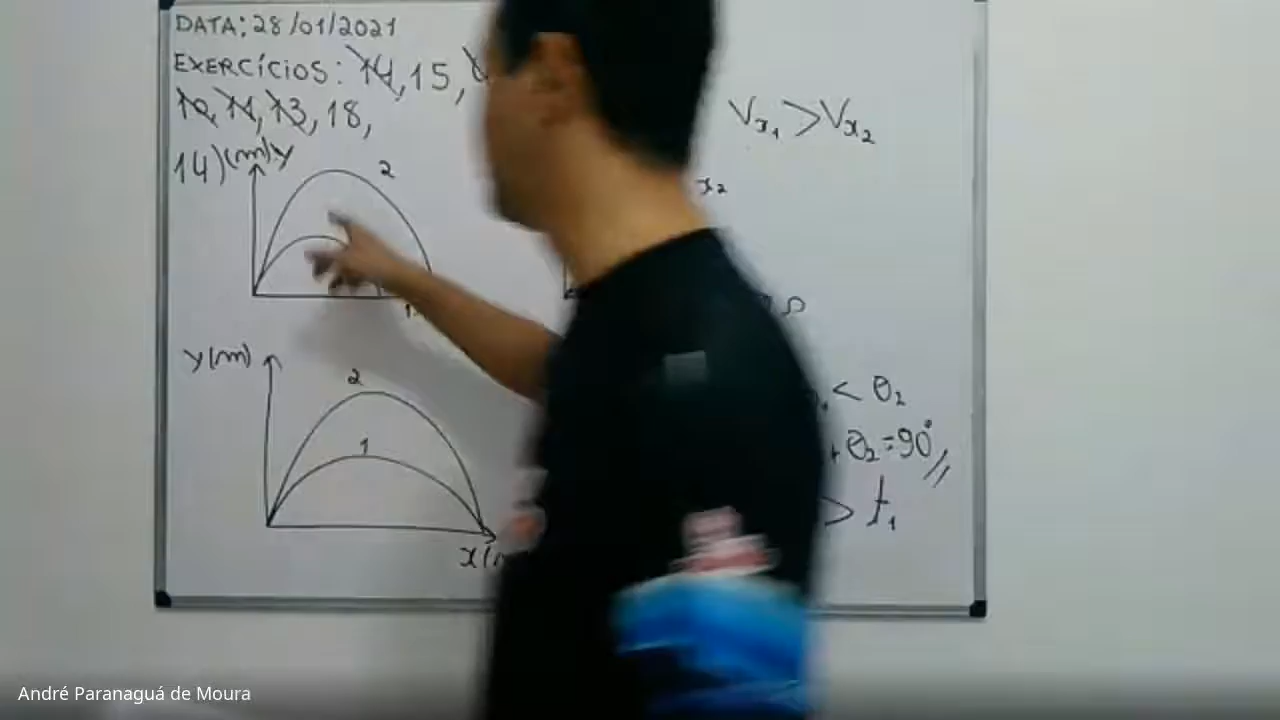 DATA: 28/01/2021
EXERCÍCIOS: 14, 15,
10, 11, 13, 18,
14) (m) y
2
Vx₁ > Vx₂
x₂
y(m)
2
1
x(m
< θ₂
+ θ₂ = 90°
> t₁
André Paranaguá de Moura